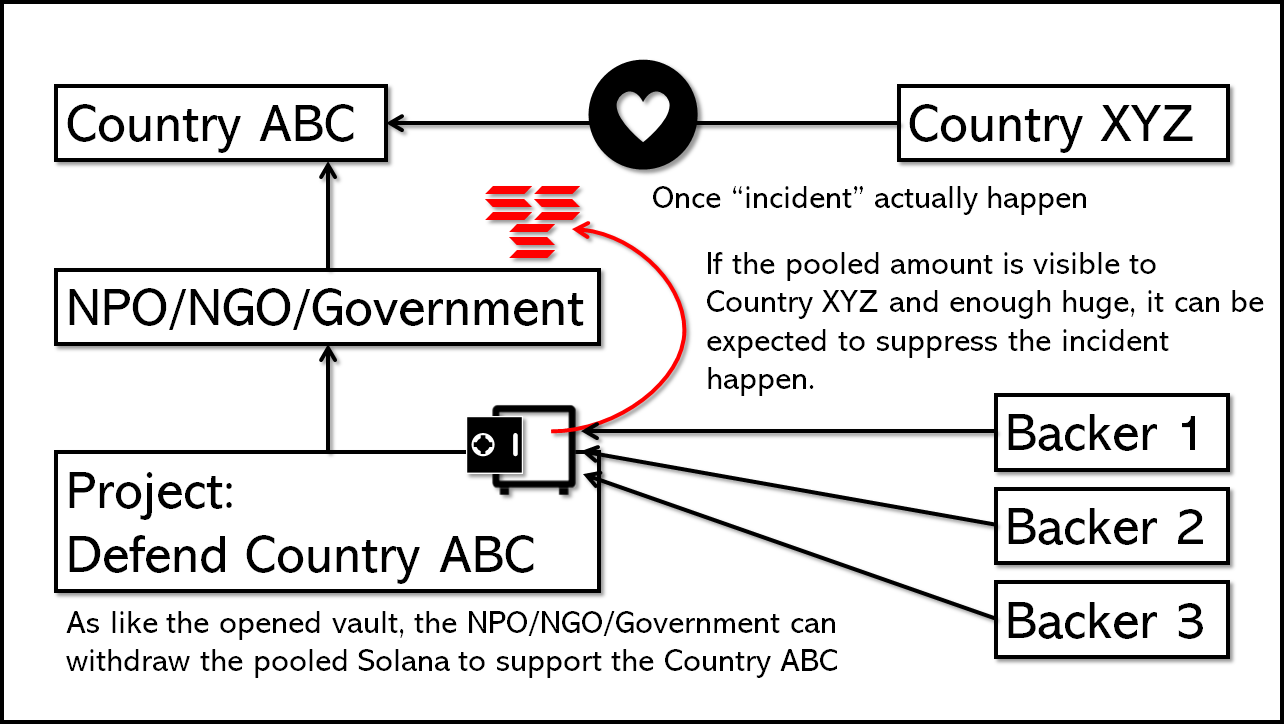 Country ABC
Country XYZ
Once “incident” actually happen
If the pooled amount is visible to
Country XYZ and enough huge, it can be
expected to suppress the incident
happen.
NPO/NGO/Government
Project:
Defend Country ABC
Backer 1
Backer 2
Backer 3
As like the opened vault, the NPO/NGO/Government can
withdraw the pooled Solana to support the Country ABC